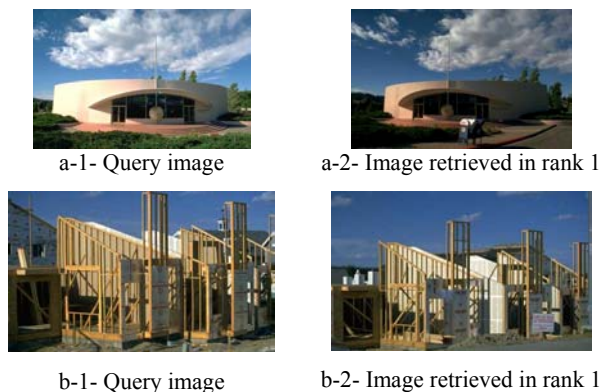 a-1- Query image
a-2- Image retrieved in rank 1
b-1- Query image
b-2- Image retrieved in rank 1